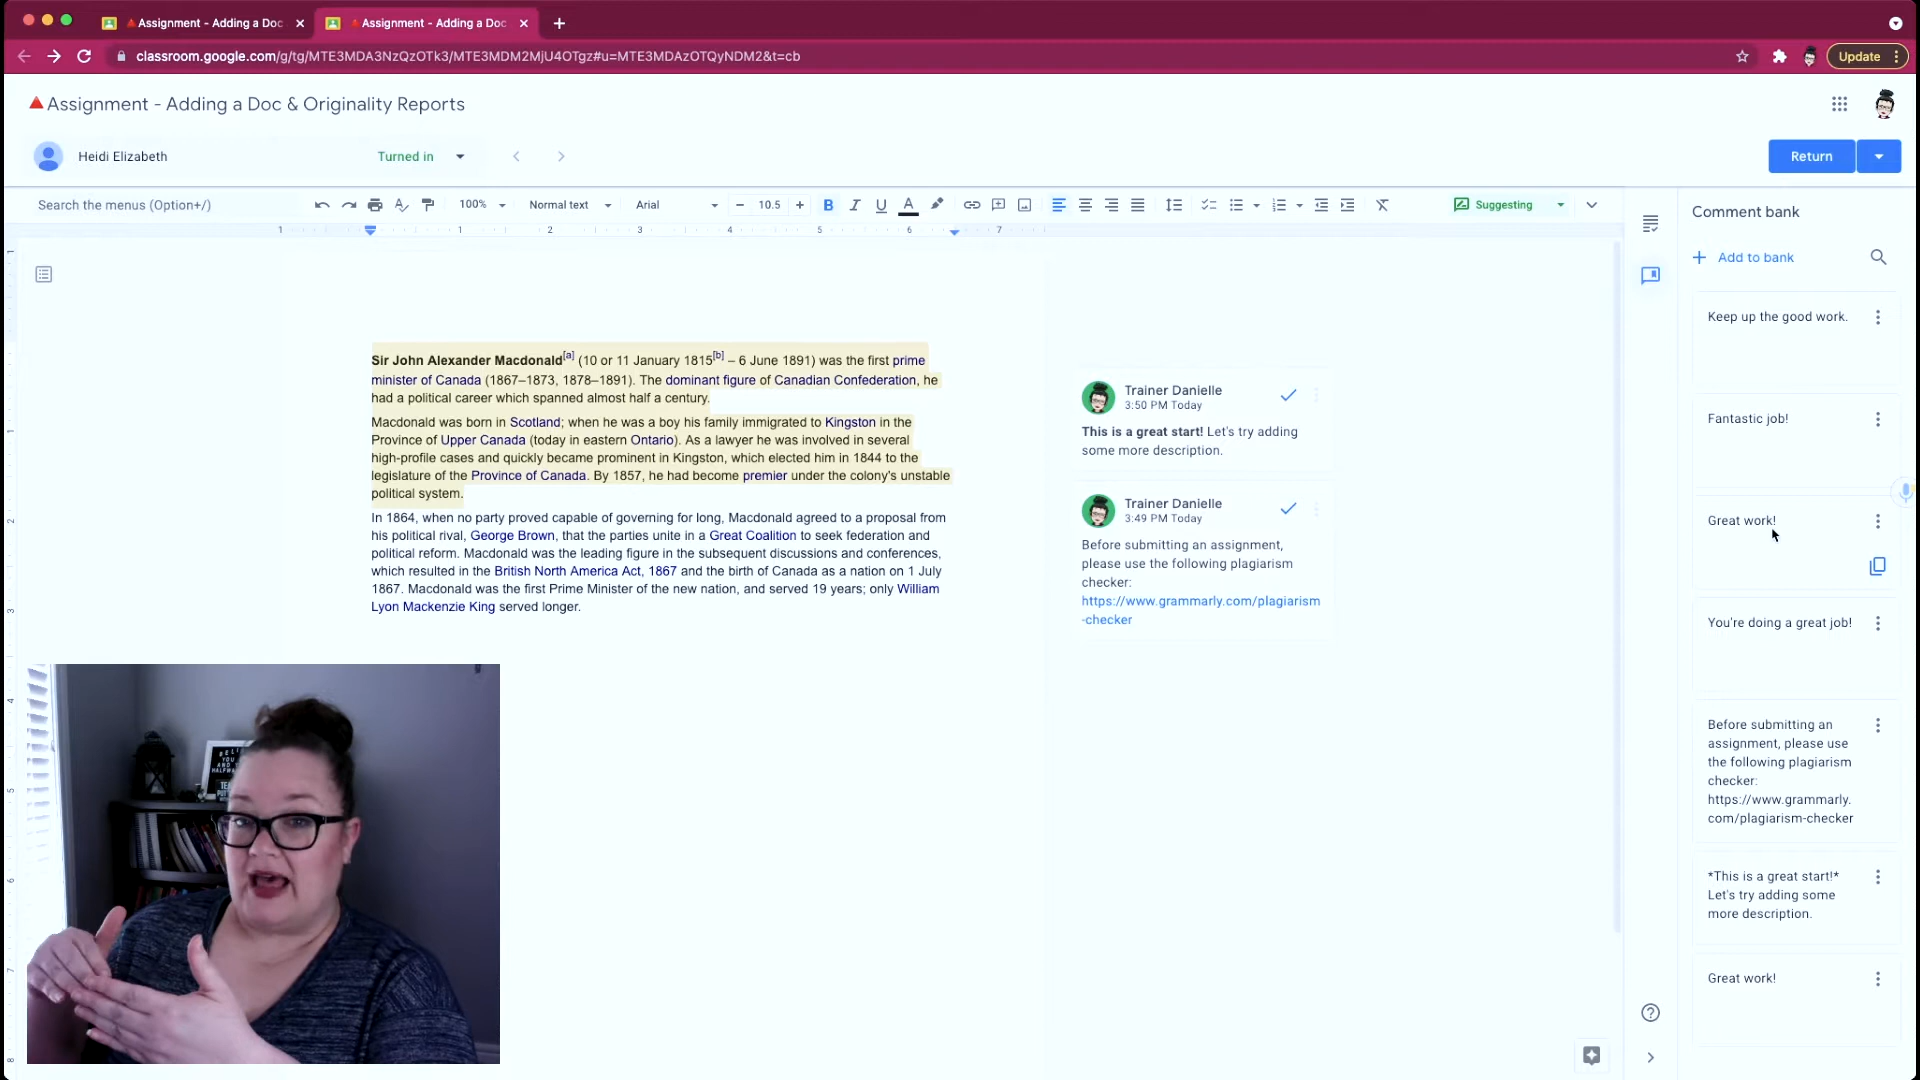 Assignment - Adding a Doc
Assignment - Adding a Doc
classroom.google.com/g/tg/MTE3MDA3NzQzOTk3/MTE3MDM2MjU4OTgz#u=MTE3MDAzOTQyNDM2&t=cb
Update
Assignment - Adding a Doc & Originality Reports
Heidi Elizabeth
Turned in
Return
Search the menus (Option+/)
100%
Normal text
Arial
10.5
Suggesting
1 1 2 3 4 5 6 7
Comment bank
Add to bank
Sir John Alexander Macdonald[a] (10 or 11 January 1815[b] – 6 June 1891) was the first prime
minister of Canada (1867–1873, 1878–1891). The dominant figure of Canadian Confederation, he
had a political career which spanned almost half a century.
Macdonald was born in Scotland; when he was a boy his family immigrated to Kingston in the
Province of Upper Canada (today in eastern Ontario). As a lawyer he was involved in several
high-profile cases and quickly became prominent in Kingston, which elected him in 1844 to the
legislature of the Province of Canada. By 1857, he had become premier under the colony's unstable
political system.
In 1864, when no party proved capable of governing for long, Macdonald agreed to a proposal from
his political rival, George Brown, that the parties unite in a Great Coalition to seek federation and
political reform. Macdonald was the leading figure in the subsequent discussions and conferences,
which resulted in the British North America Act, 1867 and the birth of Canada as a nation on 1 July
1867. Macdonald was the first Prime Minister of the new nation, and served 19 years; only William
Lyon Mackenzie King served longer.
Trainer Danielle
3:50 PM Today
This is a great start! Let's try adding
some more description.
Trainer Danielle
3:49 PM Today
Before submitting an assignment,
please use the following plagiarism
checker:
https://www.grammarly.com/plagiarism
-checker
Keep up the good work.
Fantastic job!
Great work!
You're doing a great job!
Before submitting an
assignment, please use
the following plagiarism
checker:
https://www.grammarly.
com/plagiarism-checker
*This is a great start!*
Let's try adding some
more description.
Great work!